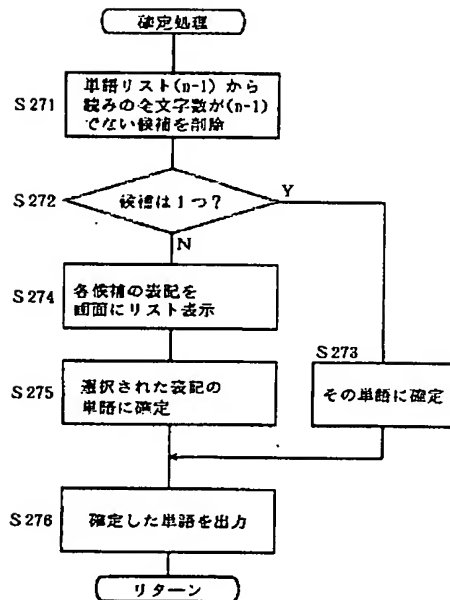 確定処理
S271
単語リスト(n-1)から
読みの全文字数が(n-1)
でない候補を削除
S272
候補は1つ?
Y
N
S274
各候補の表記を
画面にリスト表示
S273
その単語に確定
S275
選択された表記の
単語に確定
S276
確定した単語を出力
リターン